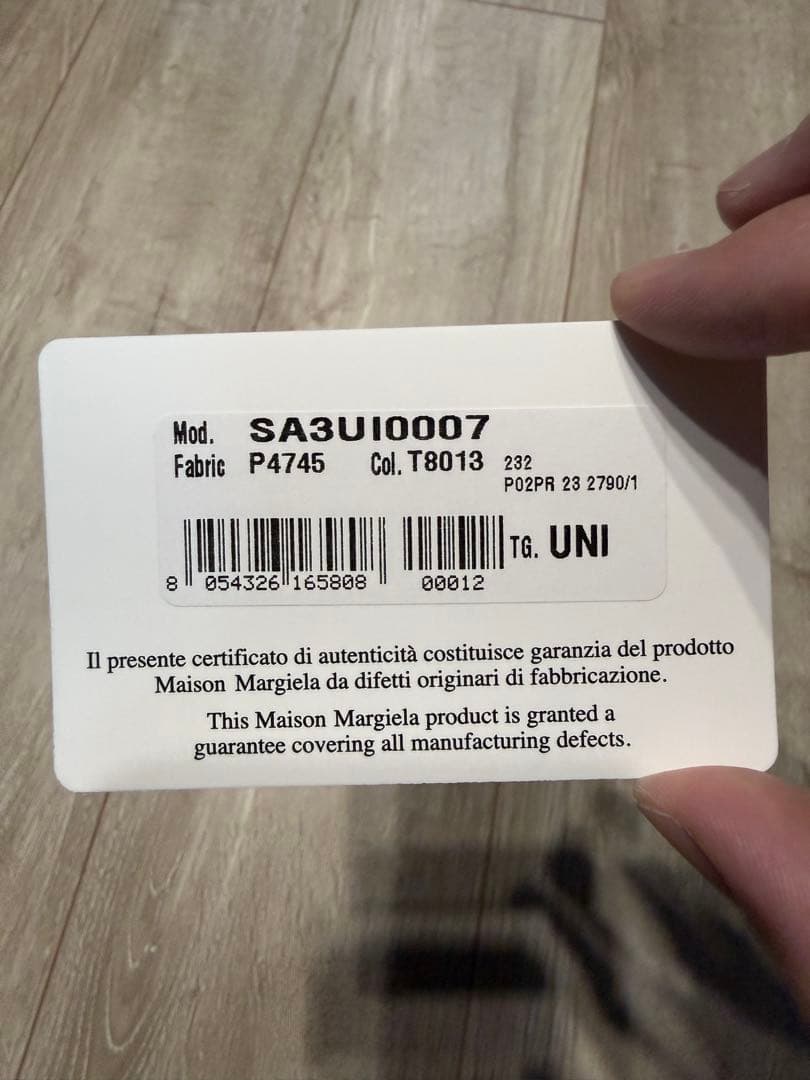 Mod. SA3UI0007
Fabric P4745 Col. T8013 232
P02PR 23 2790/1
TG. UNI
8 054326 165808 00012
Il presente certificato di autenticità costituisce garanzia del prodotto
Maison Margiela da difetti originari di fabbricazione.
This Maison Margiela product is granted a
guarantee covering all manufacturing defects.